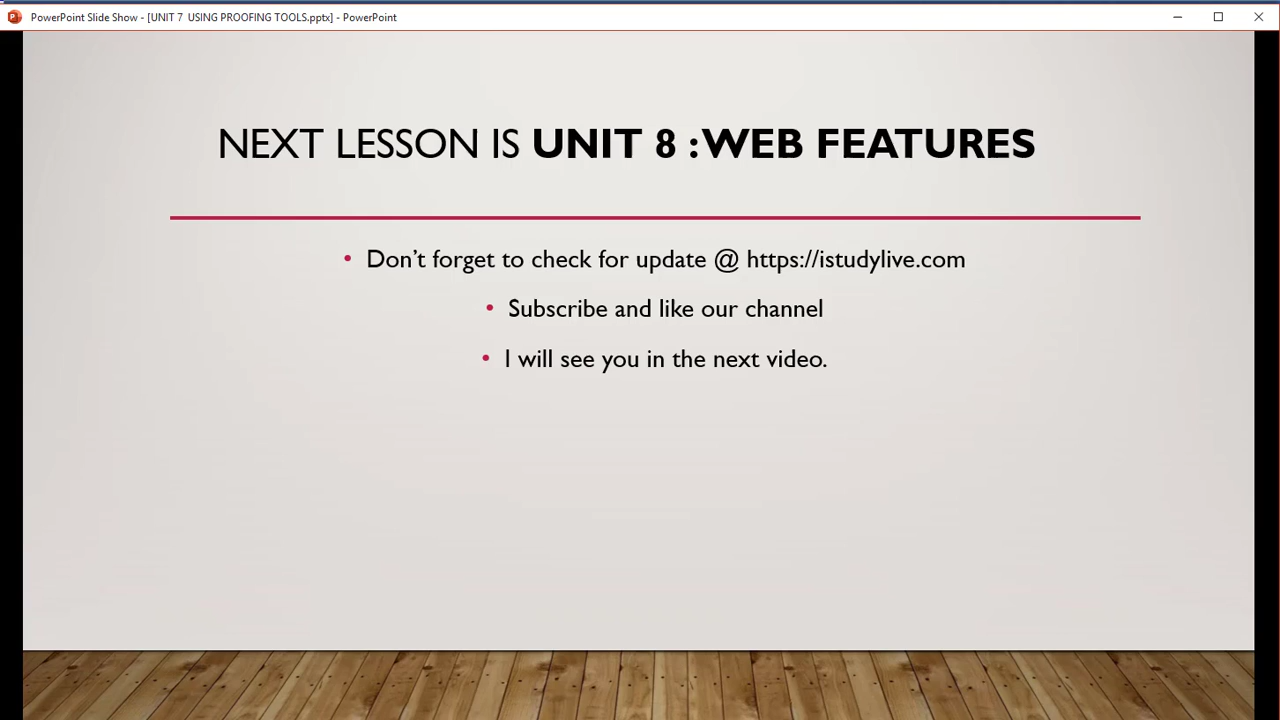 PowerPoint Slide Show - [UNIT 7 USING PROOFING TOOLS.pptx] - PowerPoint
NEXT LESSON IS UNIT 8 :WEB FEATURES
• Don’t forget to check for update @ https://istudylive.com
• Subscribe and like our channel
• I will see you in the next video.